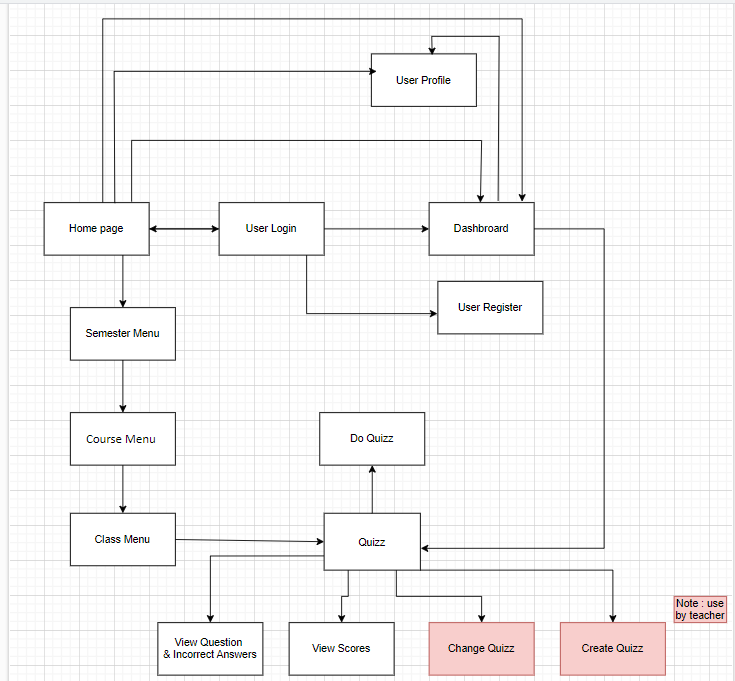 User Profile
Home page
User Login
Dashbroard
User Register
Semester Menu
Course Menu
Do Quizz
Class Menu
Quizz
Note : use
by teacher
View Question
& Incorrect Answers
View Scores
Change Quizz
Create Quizz